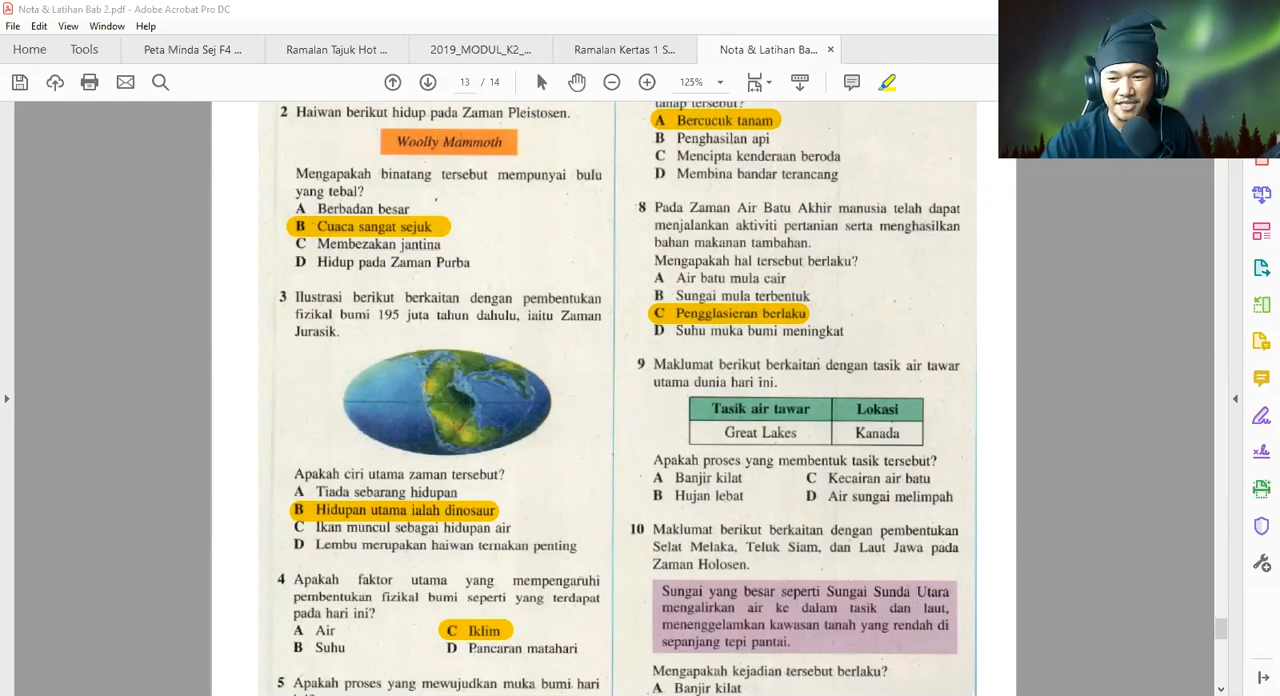 Nota & Latihan Bab 2.pdf - Adobe Acrobat Pro DC
File Edit View Window Help
Home Tools Peta Minda Sej F4 ... Ramalan Tajuk Hot ... 2019_MODUL_K2_... Ramalan Kertas 1 S... Nota & Latihan Ba... ×
13 / 14 125%
2 Haiwan berikut hidup pada Zaman Pleistosen.
Woolly Mammoth
Mengapakah binatang tersebut mempunyai bulu
yang tebal?
A Berbadan besar
B Cuaca sangat sejuk
C Membezakan jantina
D Hidup pada Zaman Purba
3 Ilustrasi berikut berkaitan dengan pembentukan
fizikal bumi 195 juta tahun dahulu, iaitu Zaman
Jurasik.
Apakah ciri utama zaman tersebut?
A Tiada sebarang hidupan
B Hidupan utama ialah dinosaur
C Ikan muncul sebagai hidupan air
D Lembu merupakan haiwan ternakan penting
4 Apakah faktor utama yang mempengaruhi
pembentukan fizikal bumi seperti yang terdapat
pada hari ini?
A Air C Iklim
B Suhu D Pancaran matahari
5 Apakah proses yang mewujudkan muka bumi hari
tahap tersebut?
A Bercucuk tanam
B Penghasilan api
C Mencipta kenderaan beroda
D Membina bandar terancang
8 Pada Zaman Air Batu Akhir manusia telah dapat
menjalankan aktiviti pertanian serta menghasilkan
bahan makanan tambahan.
Mengapakah hal tersebut berlaku?
A Air batu mula cair
B Sungai mula terbentuk
C Pengglasieran berlaku
D Suhu muka bumi meningkat
9 Maklumat berikut berkaitan dengan tasik air tawar
utama dunia hari ini.
Tasik air tawar Lokasi
Great Lakes Kanada
Apakah proses yang membentuk tasik tersebut?
A Banjir kilat C Kecairan air batu
B Hujan lebat D Air sungai melimpah
10 Maklumat berikut berkaitan dengan pembentukan
Selat Melaka, Teluk Siam, dan Laut Jawa pada
Zaman Holosen.
Sungai yang besar seperti Sungai Sunda Utara
mengalirkan air ke dalam tasik dan laut,
menenggelamkan kawasan tanah yang rendah di
sepanjang tepi pantai.
Mengapakah kejadian tersebut berlaku?
A Banjir kilat